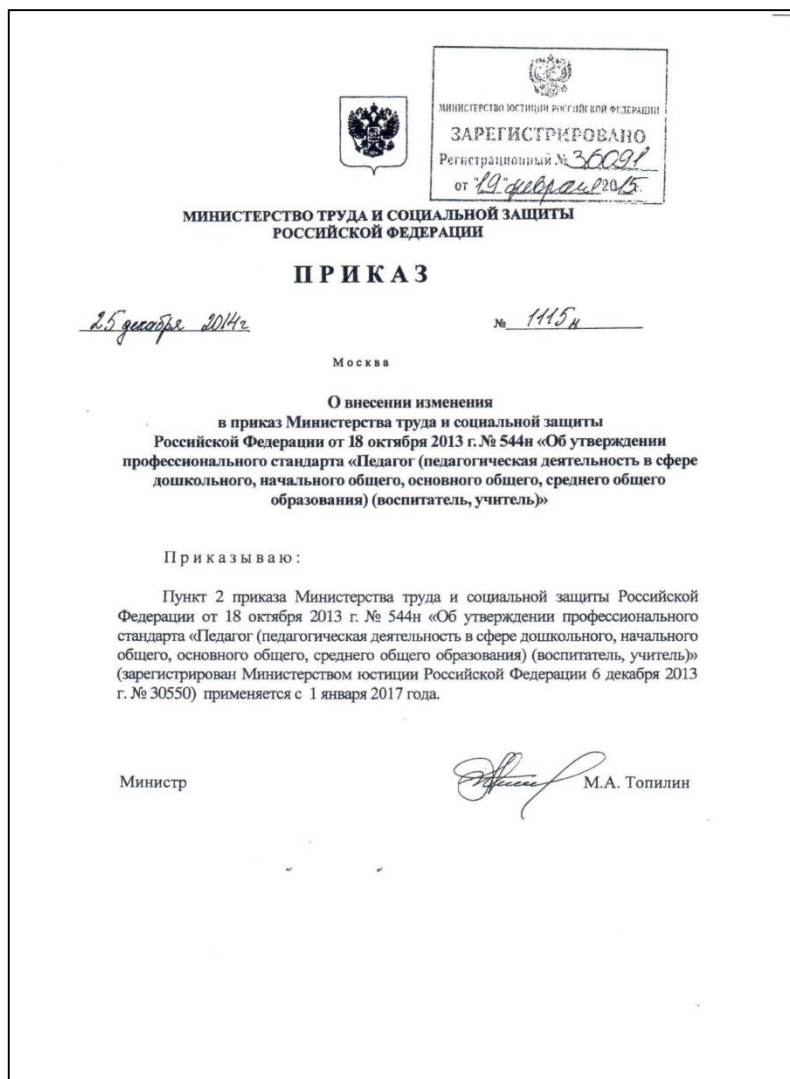 МИНИСТЕРСТВО ЮСТИЦИИ РОССИЙСКОЙ ФЕДЕРАЦИИ
ЗАРЕГИСТРИРОВАНО
Регистрационный № 36091
от "19" февраля 2015г.
МИНИСТЕРСТВО ТРУДА И СОЦИАЛЬНОЙ ЗАЩИТЫ
РОССИЙСКОЙ ФЕДЕРАЦИИ
ПРИКАЗ
25 декабря 2014г № 1115н
Москва
О внесении изменения
в приказ Министерства труда и социальной защиты
Российской Федерации от 18 октября 2013 г. № 544н «Об утверждении
профессионального стандарта «Педагог (педагогическая деятельность в сфере
дошкольного, начального общего, основного общего, среднего общего
образования) (воспитатель, учитель)»
Приказываю:
Пункт 2 приказа Министерства труда и социальной защиты Российской
Федерации от 18 октября 2013 г. № 544н «Об утверждении профессионального
стандарта «Педагог (педагогическая деятельность в сфере дошкольного, начального
общего, основного общего, среднего общего образования) (воспитатель, учитель)»
(зарегистрирован Министерством юстиции Российской Федерации 6 декабря 2013
г. № 30550) применяется с 1 января 2017 года.
Министр М.А. Топилин